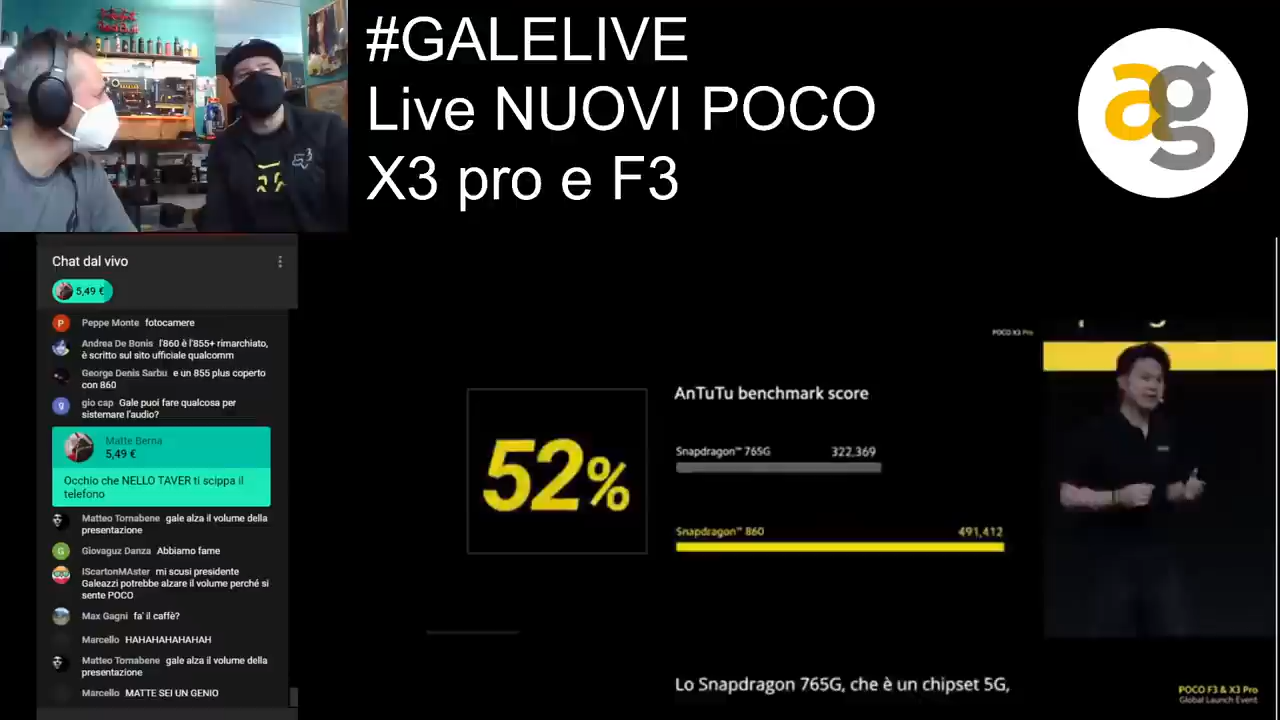 #GALELIVE
Live NUOVI POCO
X3 pro e F3
ag
Chat dal vivo
5,49 €
Peppe Monte fotocamere
Andrea De Bonis l'860 è l'855+ rimarchiato,
è scritto sul sito ufficiale qualcomm
George Denis Sarbu e un 855 plus coperto
con 860
gio cap Gale puoi fare qualcosa per
sistemare l'audio?
Matte Berna
5,49 €
Occhio che NELLO TAVER ti scippa il
telefono
Matteo Tornabene gale alza il volume della
presentazione
Giovaguz Danza Abbiamo fame
IScartonMAster mi scusi presidente
Galeazzi potrebbe alzare il volume perché si
sente POCO
Max Gagni fa' il caffè?
Marcello HAHAHAHAHAHAH
Matteo Tornabene gale alza il volume della
presentazione
Marcello MATTE SEI UN GENIO
POCO X3 Pro
52%
AnTuTu benchmark score
Snapdragon™ 765G 322,369
Snapdragon™ 860 491,412
Lo Snapdragon 765G, che è un chipset 5G,
POCO F3 & X3 Pro
Global Launch Event